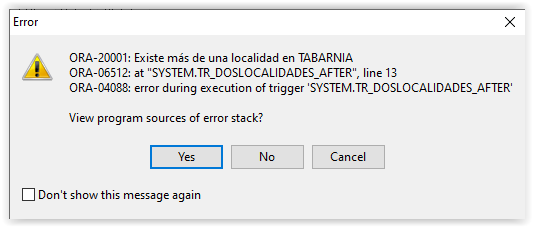 Error
ORA-20001: Existe más de una localidad en TABARNIA
ORA-06512: at "SYSTEM.TR_DOSLOCALIDADES_AFTER", line 13
ORA-04088: error during execution of trigger 'SYSTEM.TR_DOSLOCALIDADES_AFTER'
View program sources of error stack?
Yes No Cancel
Don't show this message again